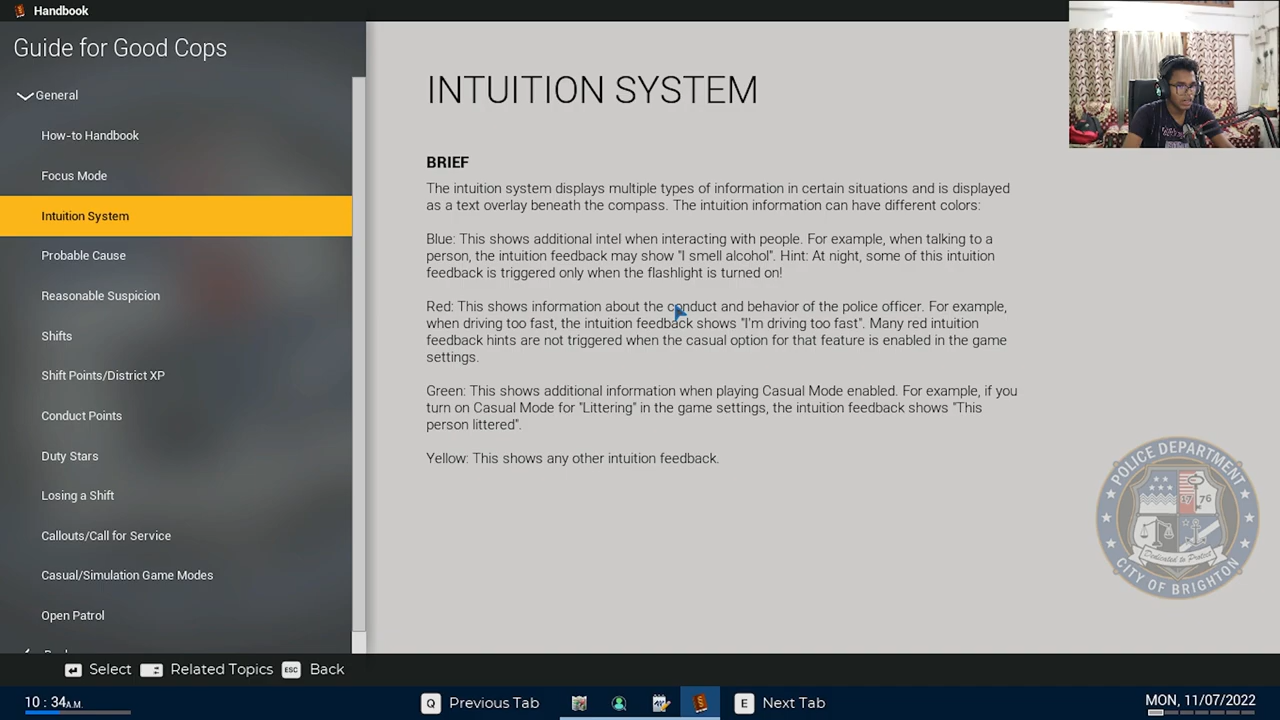 Handbook
Guide for Good Cops
General
How-to Handbook
Focus Mode
Intuition System
Probable Cause
Reasonable Suspicion
Shifts
Shift Points/District XP
Conduct Points
Duty Stars
Losing a Shift
Callouts/Call for Service
Casual/Simulation Game Modes
Open Patrol
INTUITION SYSTEM
BRIEF
The intuition system displays multiple types of information in certain situations and is displayed
as a text overlay beneath the compass. The intuition information can have different colors:
Blue: This shows additional intel when interacting with people. For example, when talking to a
person, the intuition feedback may show "I smell alcohol". Hint: At night, some of this intuition
feedback is triggered only when the flashlight is turned on!
Red: This shows information about the conduct and behavior of the police officer. For example,
when driving too fast, the intuition feedback shows "I'm driving too fast". Many red intuition
feedback hints are not triggered when the casual option for that feature is enabled in the game
settings.
Green: This shows additional information when playing Casual Mode enabled. For example, if you
turn on Casual Mode for "Littering" in the game settings, the intuition feedback shows "This
person littered".
Yellow: This shows any other intuition feedback.
POLICE DEPARTMENT
17 76
Dedicated to Protect
CITY OF BRIGHTON
Select
Related Topics
ESC Back
10 : 34 A.M.
Q Previous Tab
E Next Tab
MON, 11/07/2022